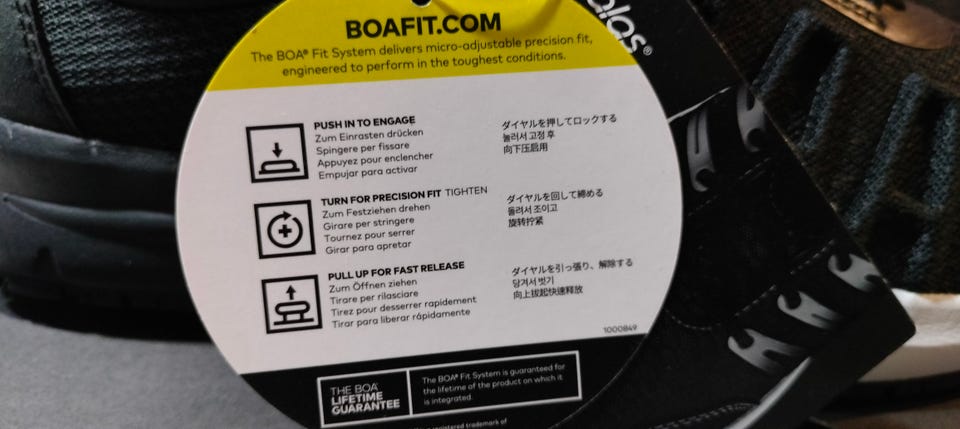 BOAFIT.COM
The BOA® Fit System delivers micro-adjustable precision fit,
engineered to perform in the toughest conditions.
PUSH IN TO ENGAGE
Zum Einrasten drücken
Spingere per fissare
Appuyez pour enclencher
Empujar para activar
ダイヤルを押してロックする
눌러서 고정 후
向下压启用
TURN FOR PRECISION FIT TIGHTEN
Zum Festziehen drehen
Girare per stringere
Tournez pour serrer
Girar para apretar
ダイヤルを回して締める
돌려서 조이고
旋转拧紧
PULL UP FOR FAST RELEASE
Zum Öffnen ziehen
Tirare per rilasciare
Tirez pour desserrer rapidement
Tirar para liberar rápidamente
ダイヤルを引っ張り、解除する
당겨서 벗기
向上拔起快速释放
1000849
THE BOA
LIFETIME
GUARANTEE
The BOA® Fit System is guaranteed for
the lifetime of the product on which it
is integrated.
registered trademark of